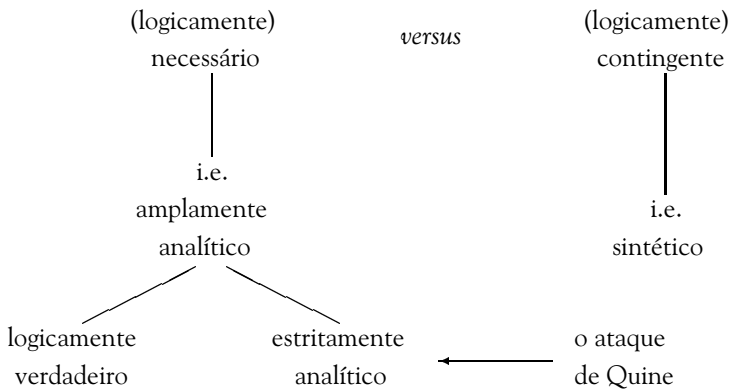 (logicamente)
necessário
versus
(logicamente)
contingente
i.e.
amplamente
analítico
i.e.
sintético
logicamente
verdadeiro
estritamente
analítico
o ataque
de Quine